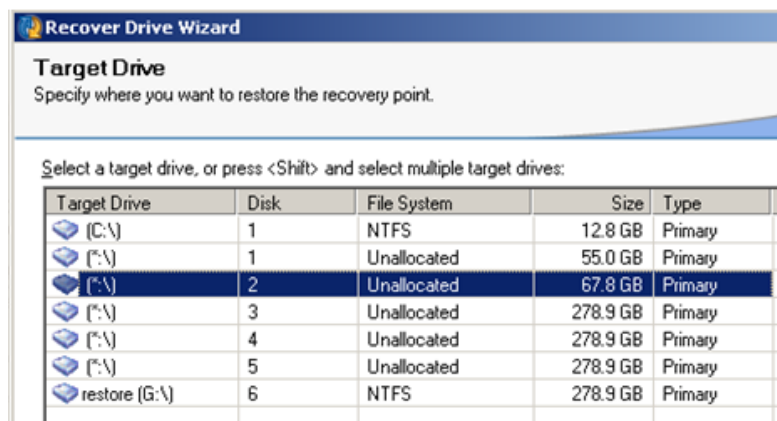 Recover Drive Wizard
Target Drive
Specify where you want to restore the recovery point.
Select a target drive, or press <Shift> and select multiple target drives:
Target Drive Disk File System Size Type
(C:\) 1 NTFS 12.8 GB Primary
(*:\) 1 Unallocated 55.0 GB Primary
(*:\) 2 Unallocated 67.8 GB Primary
(*:\) 3 Unallocated 278.9 GB Primary
(*:\) 4 Unallocated 278.9 GB Primary
(*:\) 5 Unallocated 278.9 GB Primary
restore (G:\) 6 NTFS 278.9 GB Primary